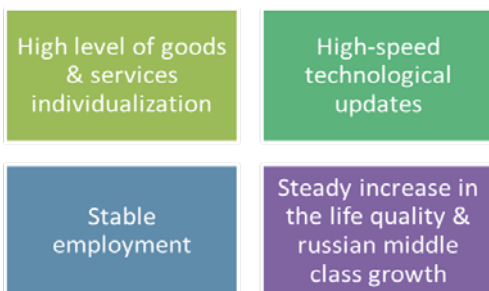 High level of goods
& services
individualization
High-speed
technological
updates
Stable
employment
Steady increase in
the life quality &
russian middle
class growth